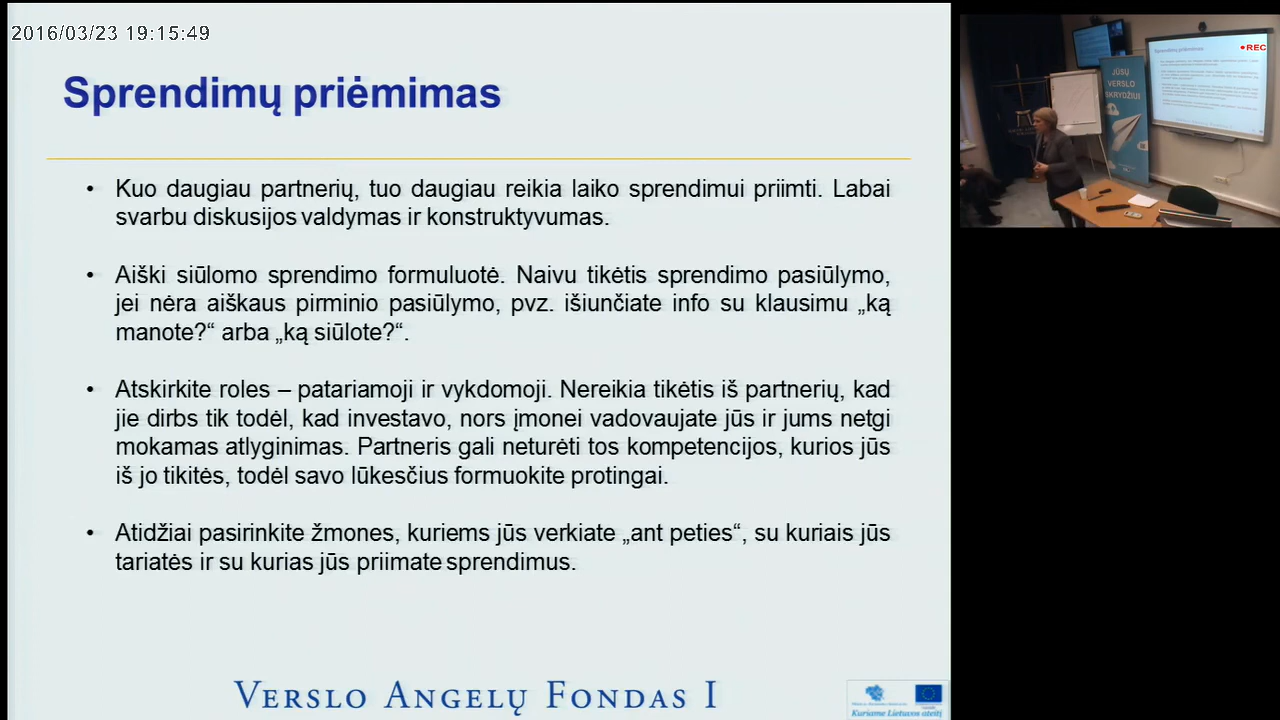 2016/03/23 19:15:49
Sprendimų priėmimas
• Kuo daugiau partnerių, tuo daugiau reikia laiko sprendimui priimti. Labai
svarbu diskusijos valdymas ir konstruktyvumas.
• Aiški siūlomo sprendimo formuluotė. Naivu tikėtis sprendimo pasiūlymo,
jei nėra aiškaus pirminio pasiūlymo, pvz. išiunčiate info su klausimu „ką
manote?“ arba „ką siūlote?“.
• Atskirkite roles – patariamoji ir vykdomoji. Nereikia tikėtis iš partnerių, kad
jie dirbs tik todėl, kad investavo, nors įmonei vadovaujate jūs ir jums netgi
mokamas atlyginimas. Partneris gali neturėti tos kompetencijos, kurios jūs
iš jo tikitės, todėl savo lūkesčius formuokite protingai.
• Atidžiai pasirinkite žmones, kuriems jūs verkiate „ant peties“, su kuriais jūs
tariatės ir su kurias jūs priimate sprendimus.
VERSLO ANGELŲ FONDAS I
Kuriame Lietuvos ateitį
REC
Sprendimų priėmimas
JŪSŲ
VERSLO
SKRYDŽIUI